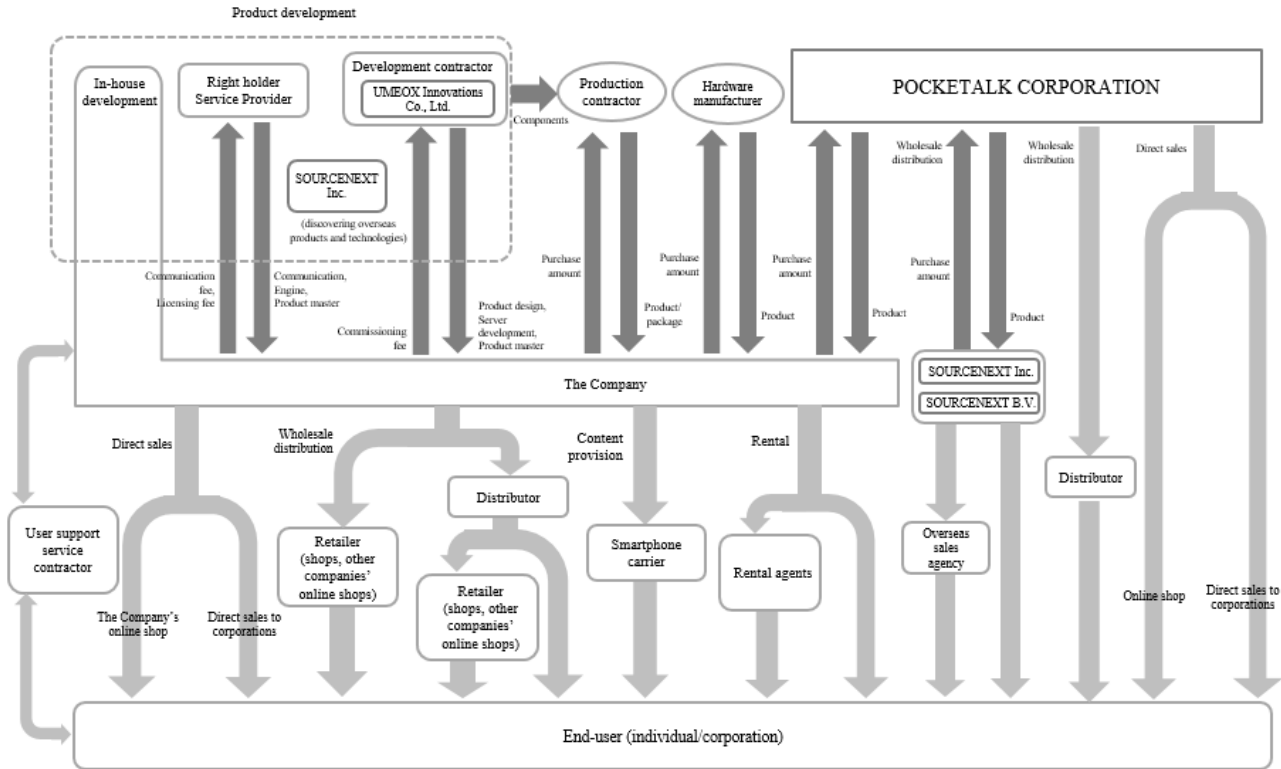 Product development
In-house
development
Right holder
Service Provider
Development contractor
UMEOX Innovations
Co., Ltd.
Components
Production
contractor
Hardware
manufacturer
POCKETALK CORPORATION
SOURCENEXT
Inc.
(discovering overseas
products and technologies)
Wholesale
distribution
Wholesale
distribution
Direct sales
Communication
fee,
Licensing fee
Communication,
Engine,
Product master
Commissioning
fee
Product design,
Server
development,
Product master
Purchase
amount
Product/
package
Purchase
amount
Product
Purchase
amount
Product
Purchase
amount
Product
The Company
SOURCENEXT Inc.
SOURCENEXT B.V.
Direct sales
Wholesale
distribution
Content
provision
Rental
Distributor
Distributor
User support
service
contractor
Retailer
(shops, other
companies’
online shops)
Retailer
(shops, other
companies’
online shops)
Smartphone
carrier
Rental agents
Overseas
sales
agency
The Company’s
online shop
Direct sales to
corporations
Online shop
Direct sales to
corporations
End-user (individual/corporation)